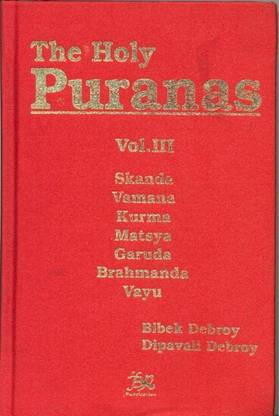 The Holy
Puranas
Vol.III
Skanda
Vamana
Kurma
Matsya
Garuda
Brahmanda
Vayu
Bibek Debroy
Dipavali Debroy